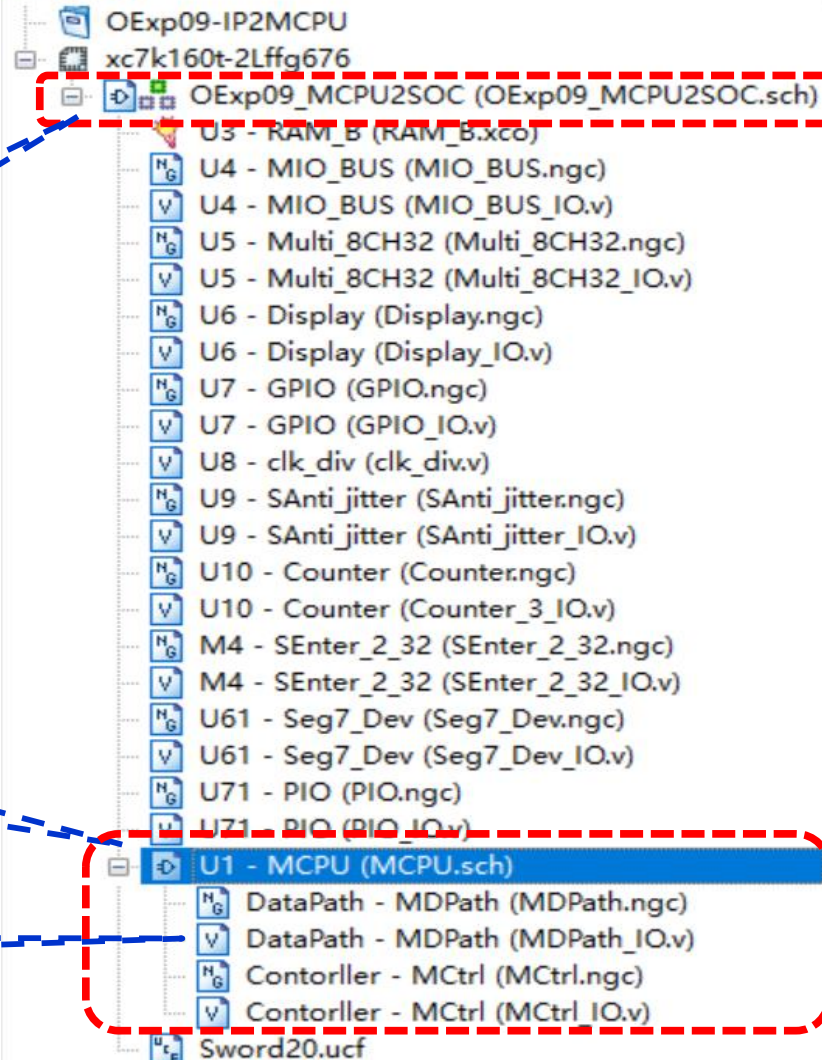 OExp09-IP2MCPU
xc7k160t-2Lffg676
OExp09_MCPU2SOC (OExp09_MCPU2SOC.sch)
U3 - RAM_B (RAM_B.xco)
U4 - MIO_BUS (MIO_BUS.ngc)
U4 - MIO_BUS (MIO_BUS_IO.v)
U5 - Multi_8CH32 (Multi_8CH32.ngc)
U5 - Multi_8CH32 (Multi_8CH32_IO.v)
U6 - Display (Display.ngc)
U6 - Display (Display_IO.v)
U7 - GPIO (GPIO.ngc)
U7 - GPIO (GPIO_IO.v)
U8 - clk_div (clk_div.v)
U9 - SAnti_jitter (SAnti_jitter.ngc)
U9 - SAnti_jitter (SAnti_jitter_IO.v)
U10 - Counter (Counter.ngc)
U10 - Counter (Counter_3_IO.v)
M4 - SEnter_2_32 (SEnter_2_32.ngc)
M4 - SEnter_2_32 (SEnter_2_32_IO.v)
U61 - Seg7_Dev (Seg7_Dev.ngc)
U61 - Seg7_Dev (Seg7_Dev_IO.v)
U71 - PIO (PIO.ngc)
U71 - PIO (PIO_IO.v)
U1 - MCPU (MCPU.sch)
DataPath - MDPath (MDPath.ngc)
DataPath - MDPath (MDPath_IO.v)
Contorller - MCtrl (MCtrl.ngc)
Contorller - MCtrl (MCtrl_IO.v)
Sword20.ucf